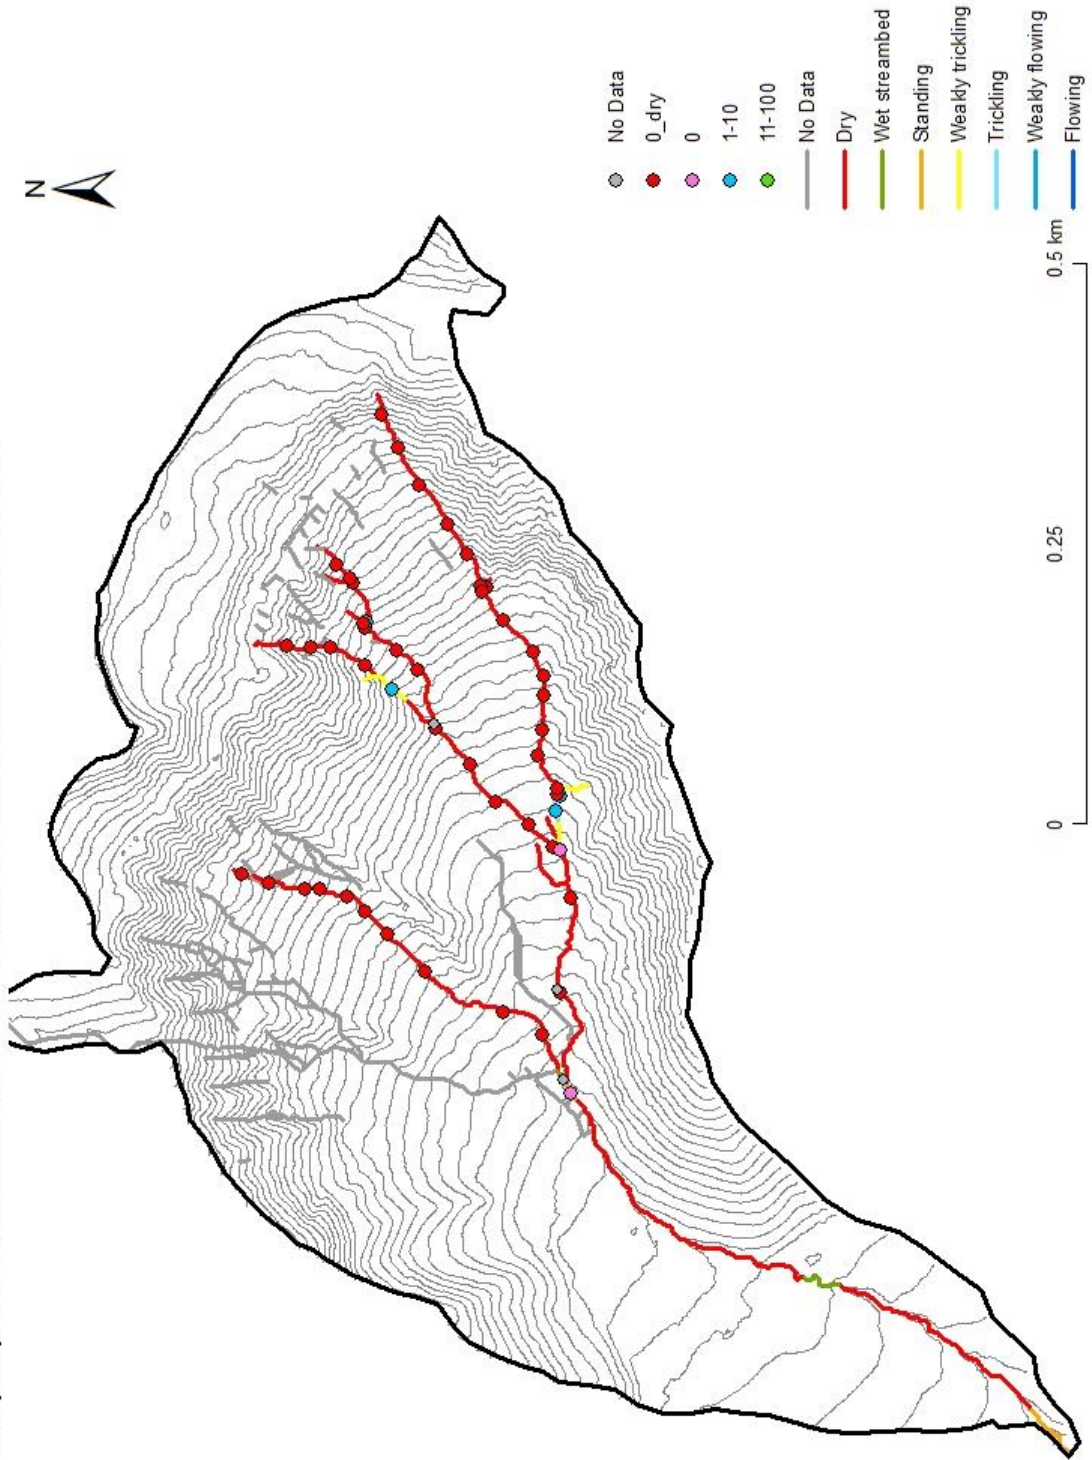 N
No Data
0_dry
0
1-10
11-100
No Data
Dry
Wet streambed
Standing
Weakly trickling
Trickling
Weakly flowing
Flowing
0 0.25 0.5 km